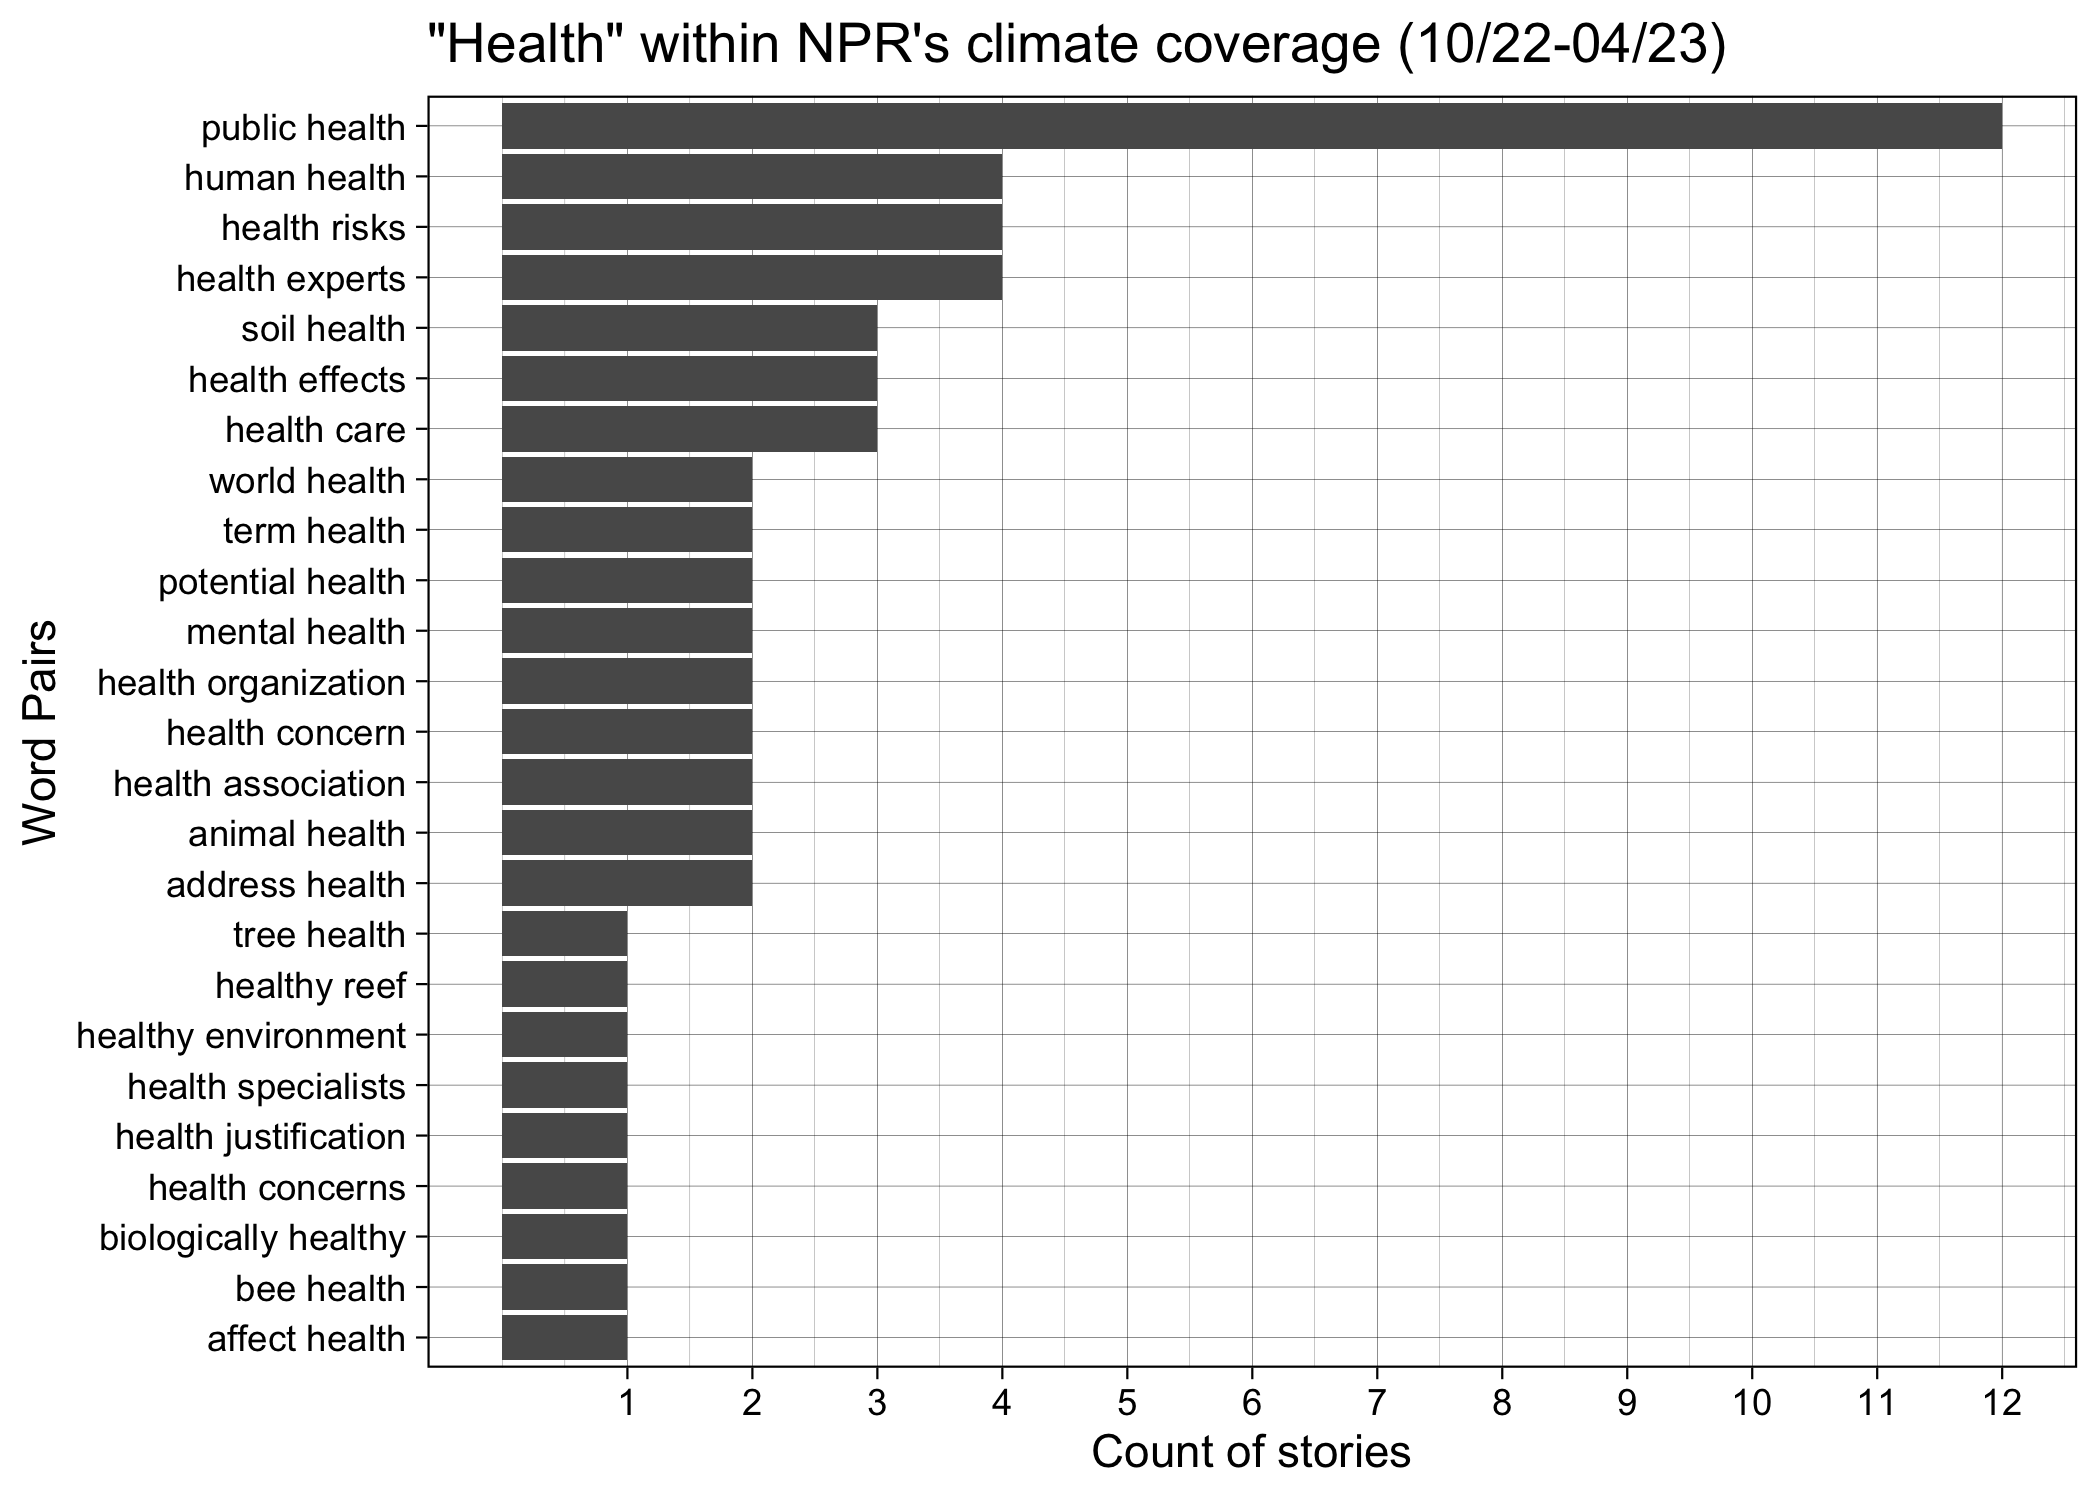 "Health" within NPR's climate coverage (10/22-04/23)
public health
human health
health risks
health experts
soil health
health effects
health care
world health
term health
potential health
mental health
health organization
health concern
health association
animal health
address health
tree health
healthy reef
healthy environment
health specialists
health justification
health concerns
biologically healthy
bee health
affect health
Word Pairs
1 2 3 4 5 6 7 8 9 10 11 12
Count of stories